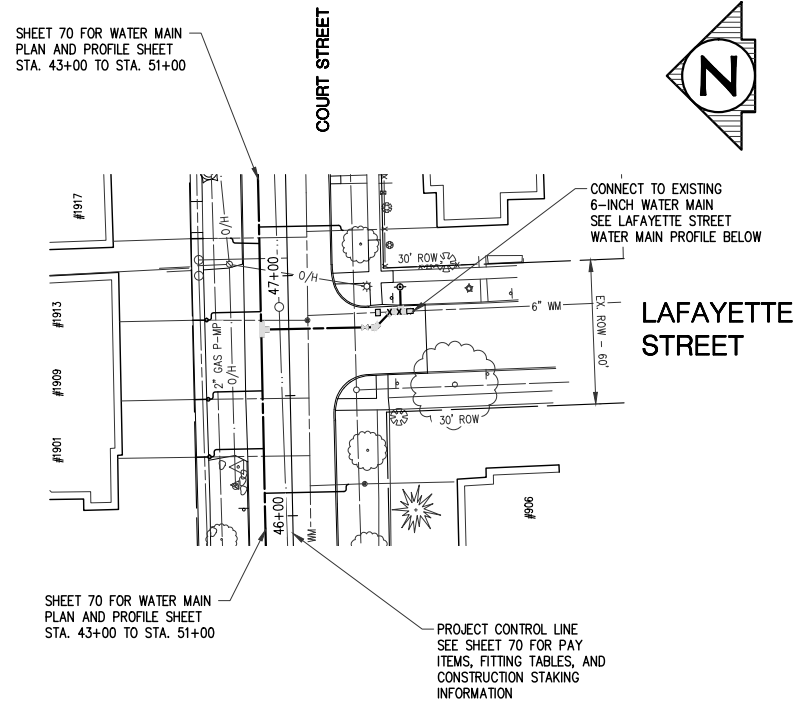 SHEET 70 FOR WATER MAIN
PLAN AND PROFILE SHEET
STA. 43+00 TO STA. 51+00
COURT STREET
N
#1917
O/H
CONNECT TO EXISTING
6-INCH WATER MAIN
SEE LAFAYETTE STREET
WATER MAIN PROFILE BELOW
30' ROW
47+00
O/H
#1913
2" GAS P-MP
O/H
6" WM
EX. ROW - 60'
LAFAYETTE
STREET
#1909
30' ROW
#1901
46+00
WM
#906
SHEET 70 FOR WATER MAIN
PLAN AND PROFILE SHEET
STA. 43+00 TO STA. 51+00
PROJECT CONTROL LINE
SEE SHEET 70 FOR PAY
ITEMS, FITTING TABLES, AND
CONSTRUCTION STAKING
INFORMATION